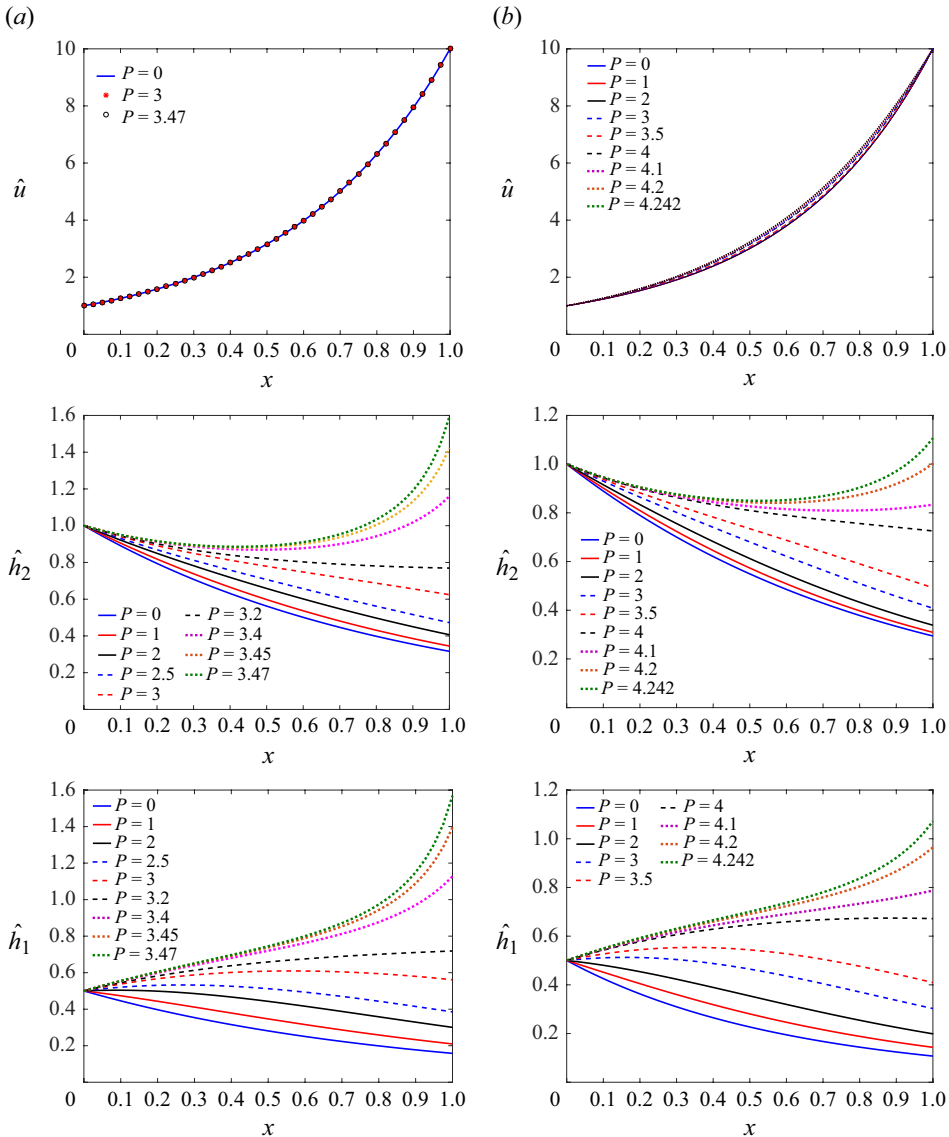 (a)
10
8
6
4
2
û
P = 0
P = 3
P = 3.47
0 0.1 0.2 0.3 0.4 0.5 0.6 0.7 0.8 0.9 1.0
x
(b)
10
8
6
4
2
û
P = 0
P = 1
P = 2
P = 3
P = 3.5
P = 4
P = 4.1
P = 4.2
P = 4.242
0 0.1 0.2 0.3 0.4 0.5 0.6 0.7 0.8 0.9 1.0
x
1.6
1.4
1.2
1.0
0.8
0.6
0.4
0.2
ĥ₂
P = 0
P = 1
P = 2
P = 2.5
P = 3
P = 3.2
P = 3.4
P = 3.45
P = 3.47
0 0.1 0.2 0.3 0.4 0.5 0.6 0.7 0.8 0.9 1.0
x
1.2
1.0
0.8
0.6
0.4
0.2
ĥ₂
P = 0
P = 1
P = 2
P = 3
P = 3.5
P = 4
P = 4.1
P = 4.2
P = 4.242
0 0.1 0.2 0.3 0.4 0.5 0.6 0.7 0.8 0.9 1.0
x
1.6
1.4
1.2
1.0
0.8
0.6
0.4
0.2
ĥ₁
P = 0
P = 1
P = 2
P = 2.5
P = 3
P = 3.2
P = 3.4
P = 3.45
P = 3.47
0 0.1 0.2 0.3 0.4 0.5 0.6 0.7 0.8 0.9 1.0
x
1.2
1.0
0.8
0.6
0.4
0.2
ĥ₁
P = 0
P = 1
P = 2
P = 3
P = 3.5
P = 4
P = 4.1
P = 4.2
P = 4.242
0 0.1 0.2 0.3 0.4 0.5 0.6 0.7 0.8 0.9 1.0
x